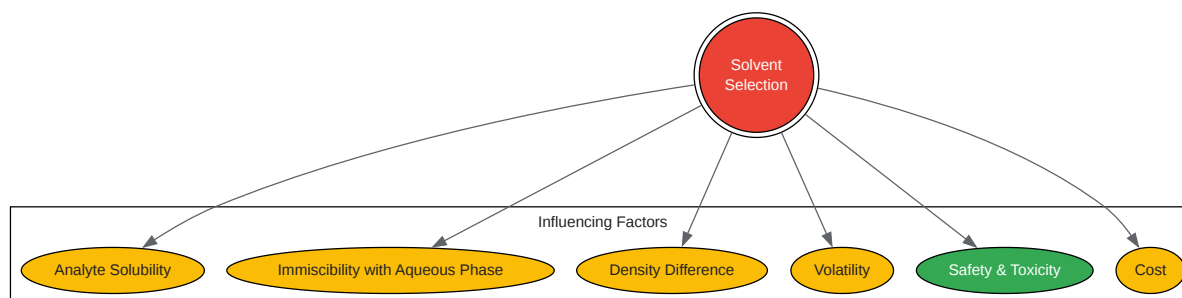 Solvent
Selection
Influencing Factors
Analyte Solubility
Immiscibility with Aqueous Phase
Density Difference
Volatility
Safety & Toxicity
Cost